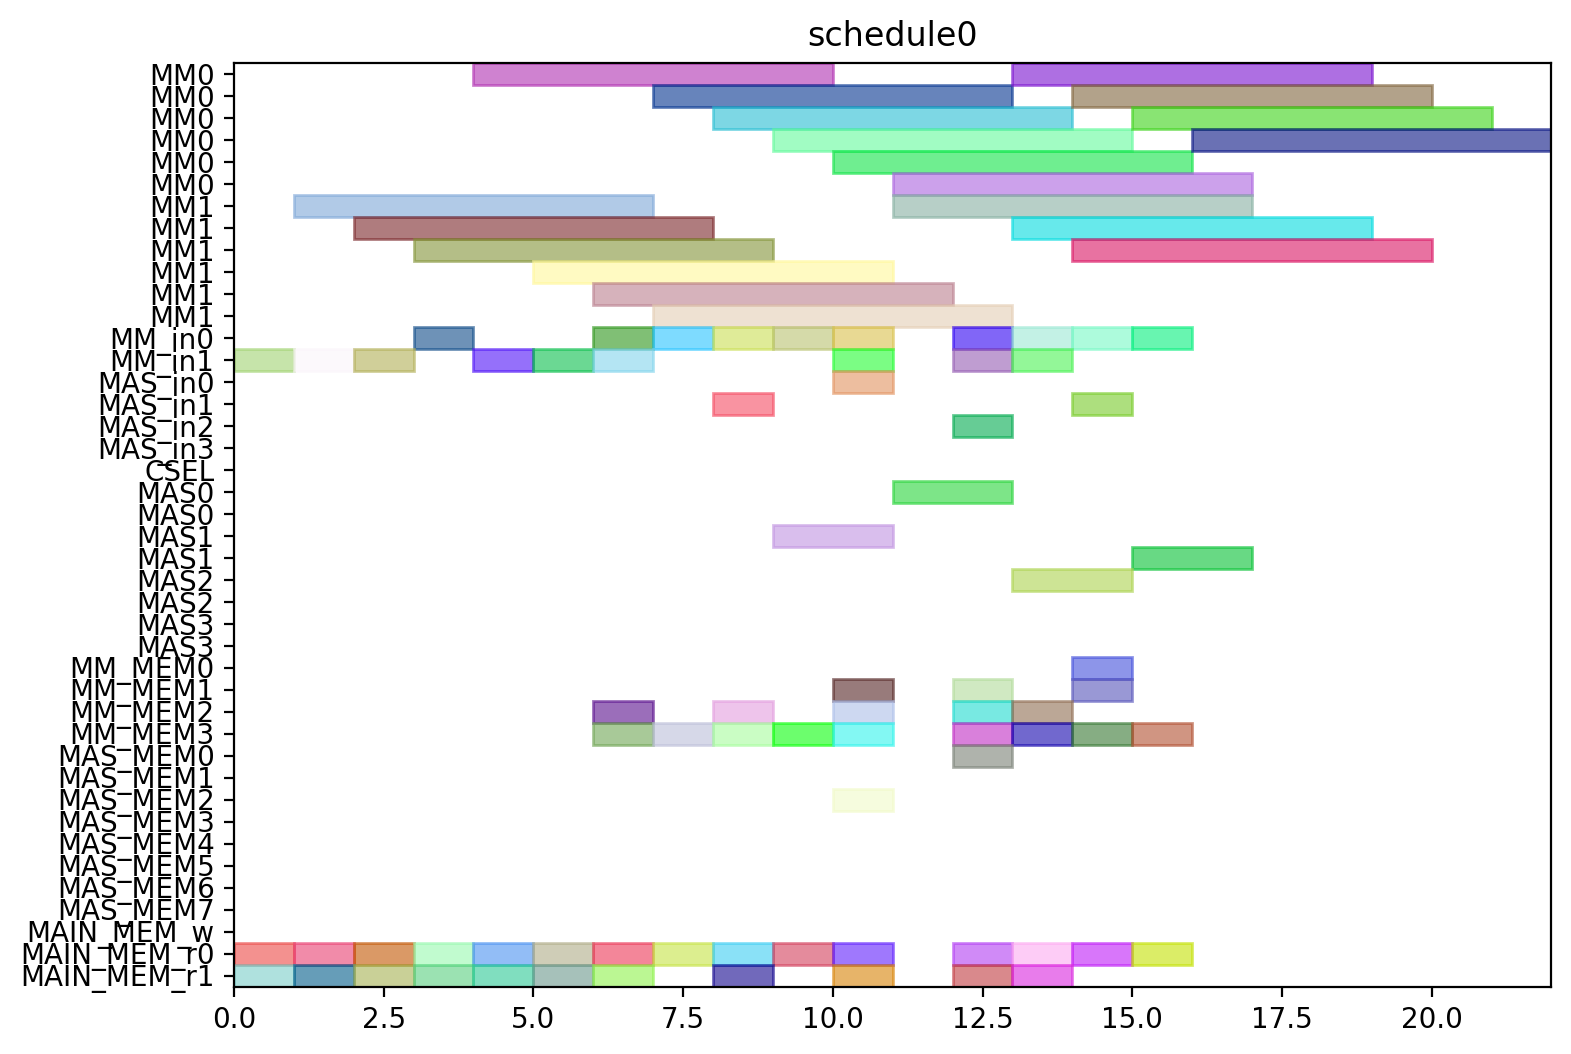 schedule0
MM0
MM0
MM0
MM0
MM0
MM0
MM1
MM1
MM1
MM1
MM1
MM1
MM_in0
MM_in1
MAS_in0
MAS_in1
MAS_in2
MAS_in3
CSEL
MAS0
MAS0
MAS1
MAS1
MAS2
MAS2
MAS3
MAS3
MM_MEM0
MM_MEM1
MM_MEM2
MM_MEM3
MAS_MEM0
MAS_MEM1
MAS_MEM2
MAS_MEM3
MAS_MEM4
MAS_MEM5
MAS_MEM6
MAS_MEM7
MAIN_MEM_w
MAIN_MEM_r0
MAIN_MEM_r1
0.0 2.5 5.0 7.5 10.0 12.5 15.0 17.5 20.0